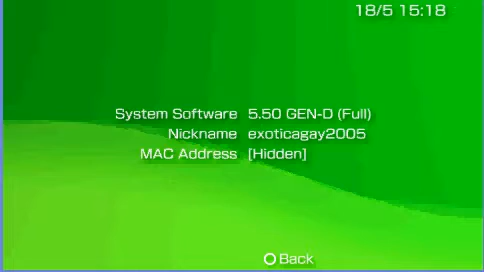 18/5 15:18
System Software 5.50 GEN-D (Full)
Nickname exoticagay2005
MAC Address [Hidden]
Back